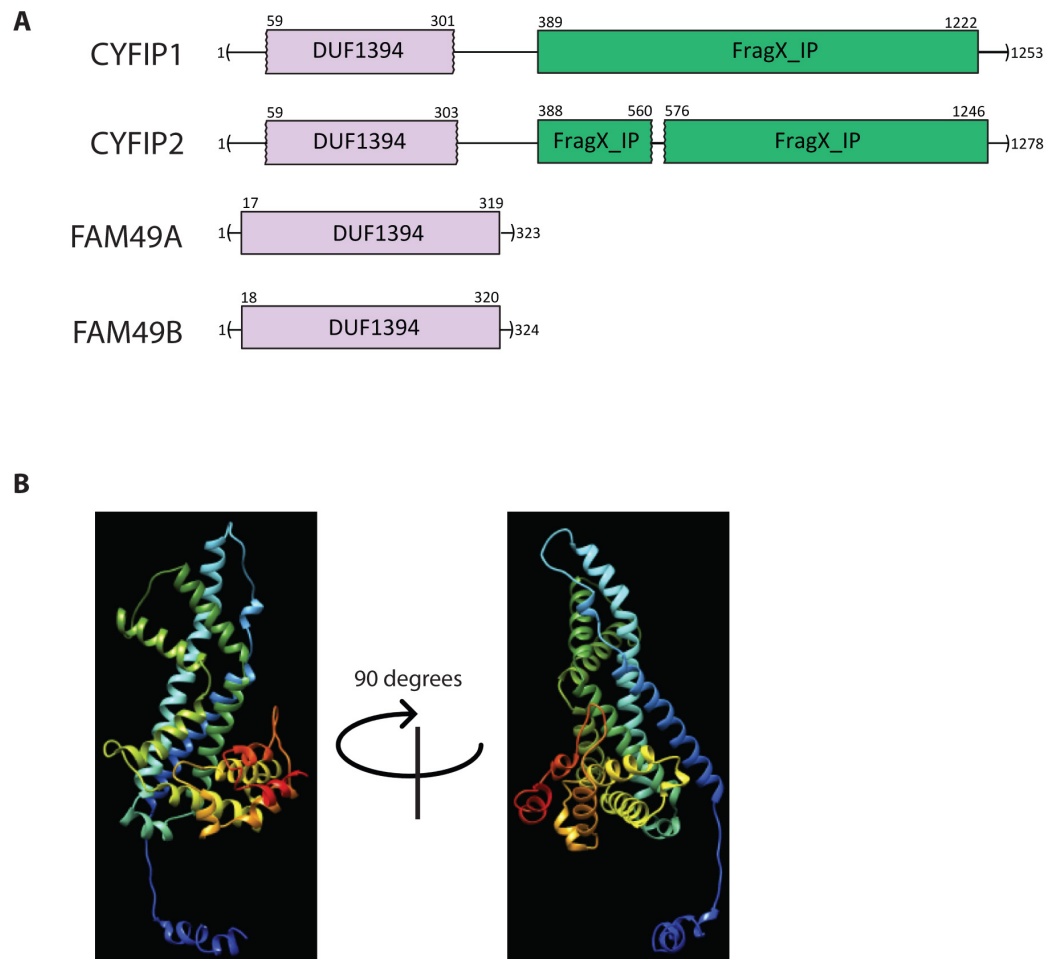 A
59 301 389 1222
CYFIP1 1 DUF1394 FragX_IP 1253
59 303 388 560 576 1246
CYFIP2 1 DUF1394 FragX_IP FragX_IP 1278
17 319
FAM49A 1 DUF1394 323
18 320
FAM49B 1 DUF1394 324
B
90 degrees